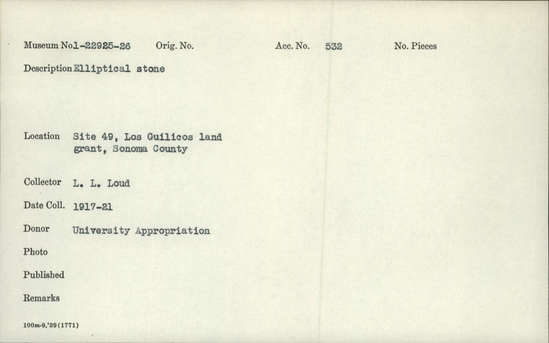 Museum No.1-22925-26 Orig. No. Acc. No. 532 No. Pieces
Description Elliptical stone
Location Site 49, Los Guilicos land
grant, Sonoma County
Collector L. L. Loud
Date Coll. 1917-21
Donor University Appropriation
Photo
Published
Remarks
100m-9,'39(1771)